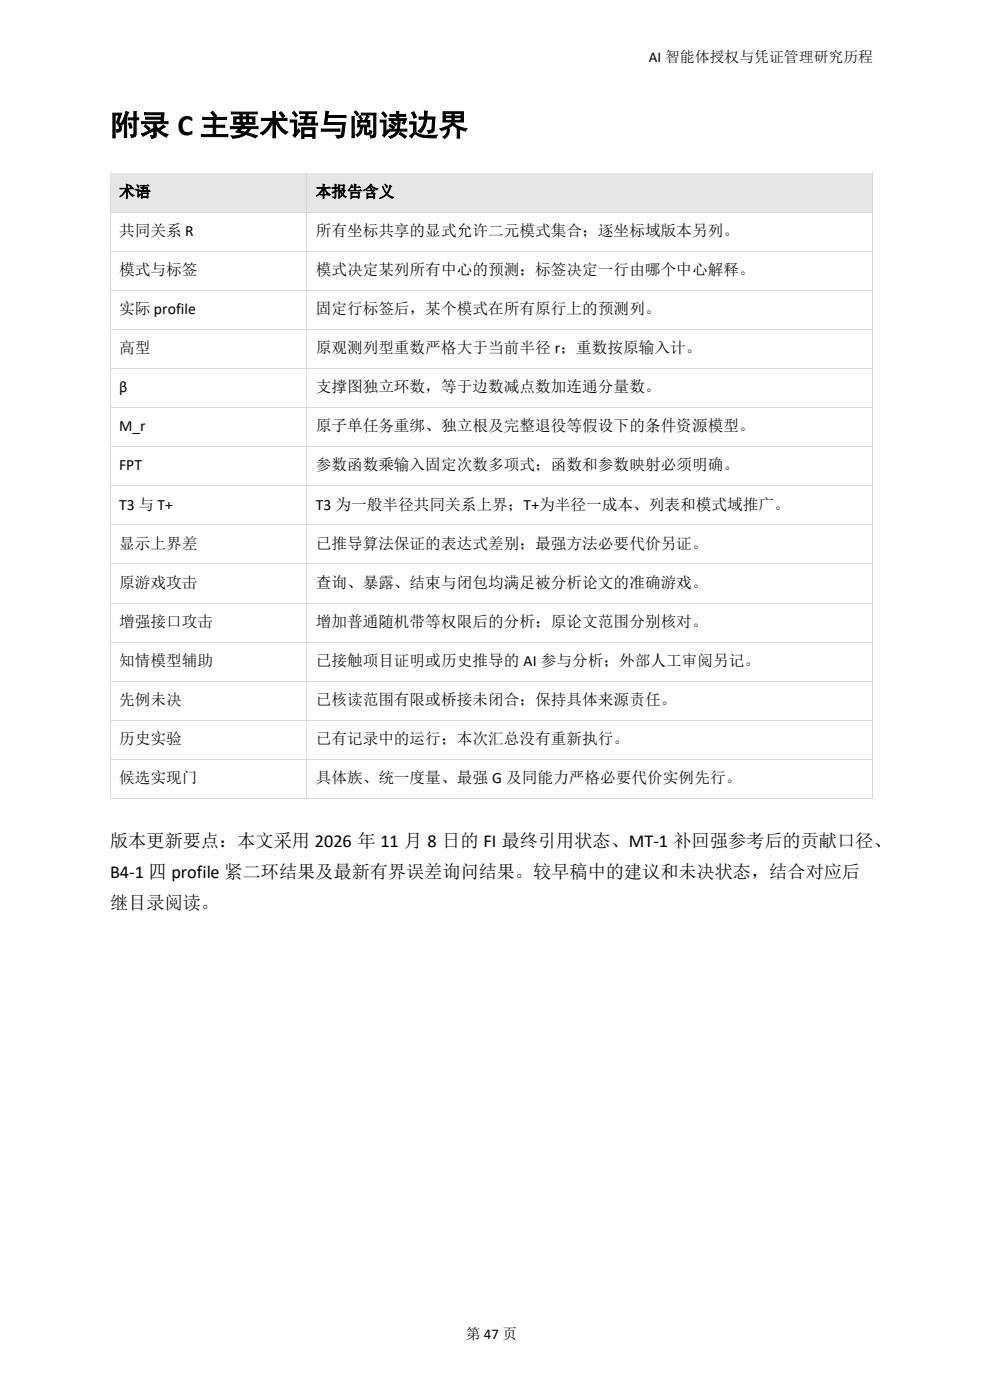 AI 智能体授权与凭证管理研究历程
附录 C 主要术语与阅读边界
术语 本报告含义
共同关系 R 所有坐标共享的显式允许二元模式集合；逐坐标域版本另列。
模式与标签 模式决定某列所有中心的预测；标签决定一行由哪个中心解释。
实际 profile 固定行标签后，某个模式在所有原行上的预测列。
高型 原观测列型重数严格大于当前半径 r；重数按原输入计。
β 支撑图独立环数，等于边数减点数加连通分量数。
M_r 原子单任务重绑、独立根及完整退役等假设下的条件资源模型。
FPT 参数函数乘输入固定次数多项式；函数和参数映射必须明确。
T3 与 T+ T3 为一般半径共同关系上界；T+为半径一成本、列表和模式域推广。
显示上界差 已推导算法保证的表达式差别；最强方法必要代价另证。
原游戏攻击 查询、暴露、结束与闭包均满足被分析论文的准确游戏。
增强接口攻击 增加普通随机带等权限后的分析；原论文范围分别核对。
知情模型辅助 已接触项目证明或历史推导的 AI 参与分析；外部人工审阅另记。
先例未决 已核读范围有限或桥接未闭合；保持具体来源责任。
历史实验 已有记录中的运行；本次汇总没有重新执行。
候选实现门 具体族、统一度量、最强 G 及同能力严格必要代价实例先行。
版本更新要点：本文采用 2026 年 11 月 8 日的 FI 最终引用状态、MT-1 补回强参考后的贡献口径、
B4-1 四 profile 紧二环结果及最新有界误差询问结果。较早稿中的建议和未决状态，结合对应后
继目录阅读。
第 47 页